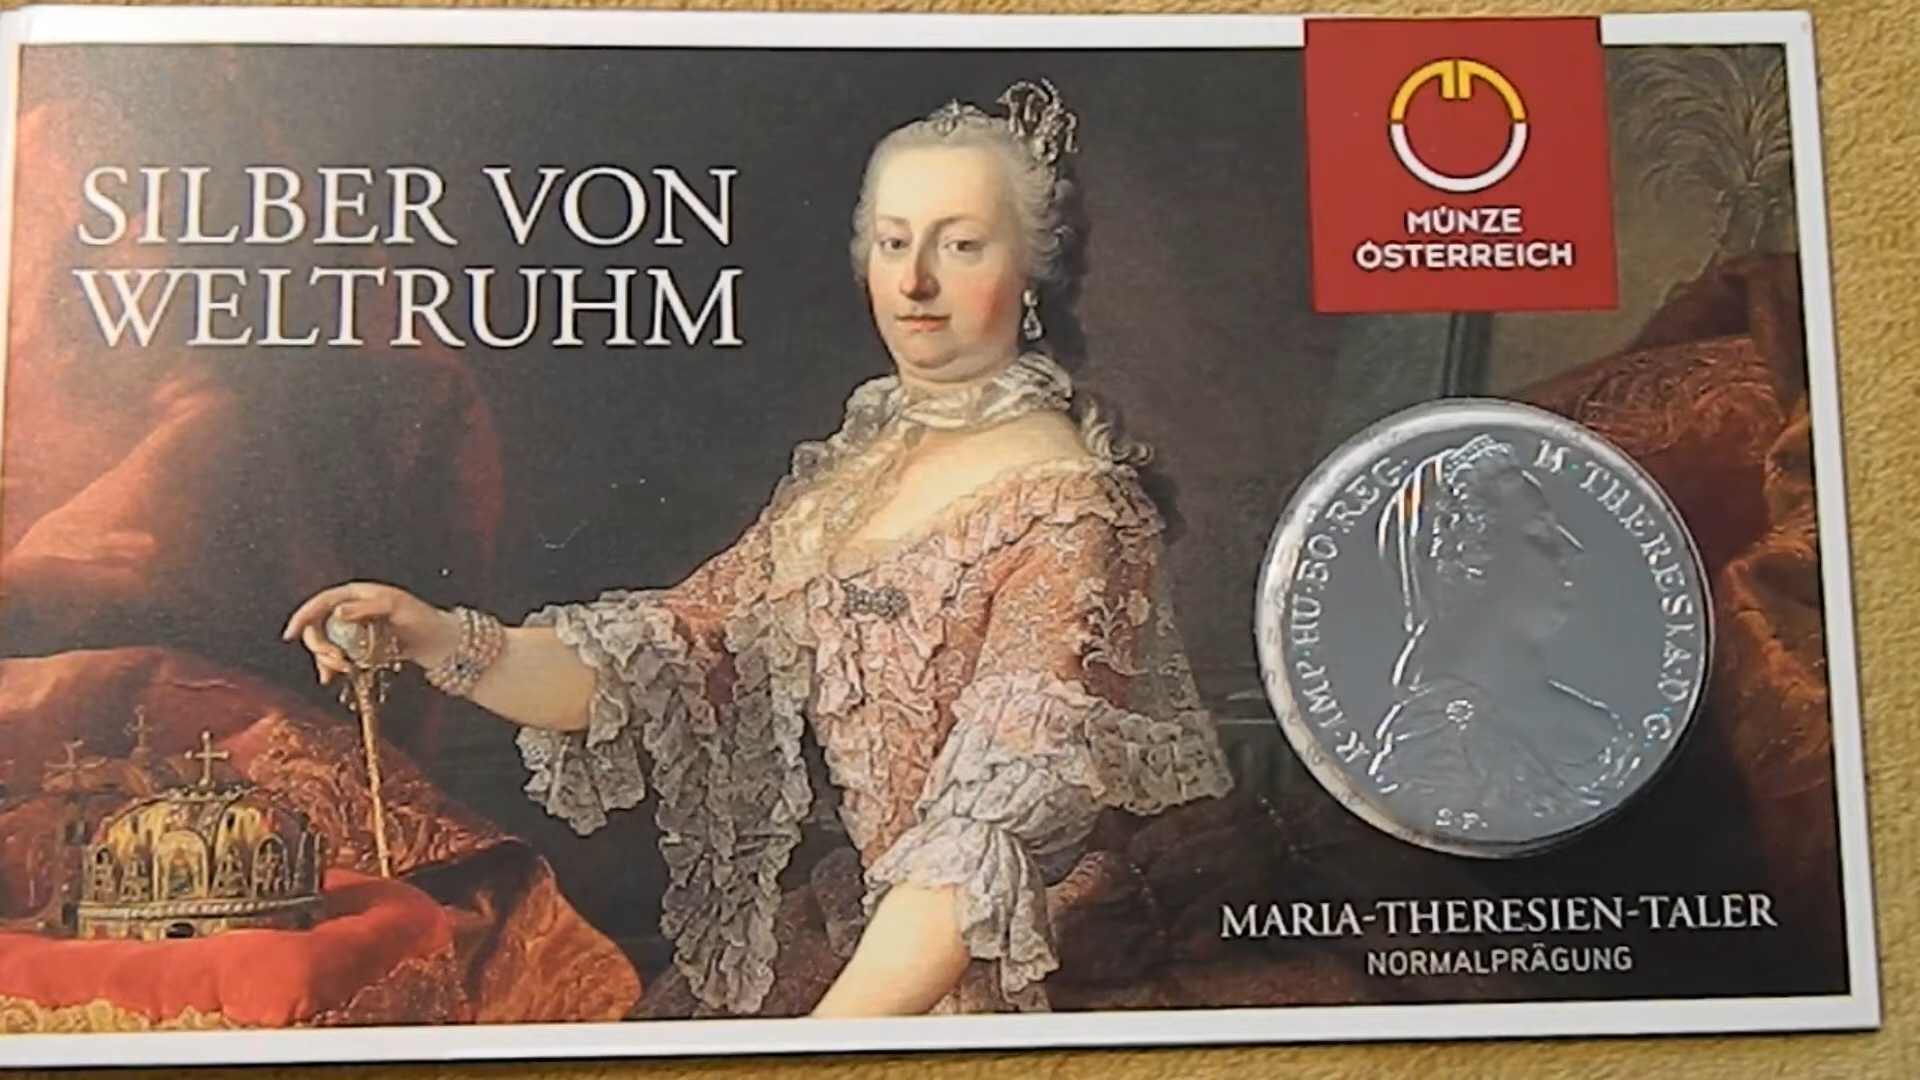 SILBER VON
WELTRUHM
MÜNZE
ÖSTERREICH
R·IMP·HU·BO·REG·
M·THERESIA·D·G·
S·F·
MARIA-THERESIEN-TALER
NORMALPRÄGUNG